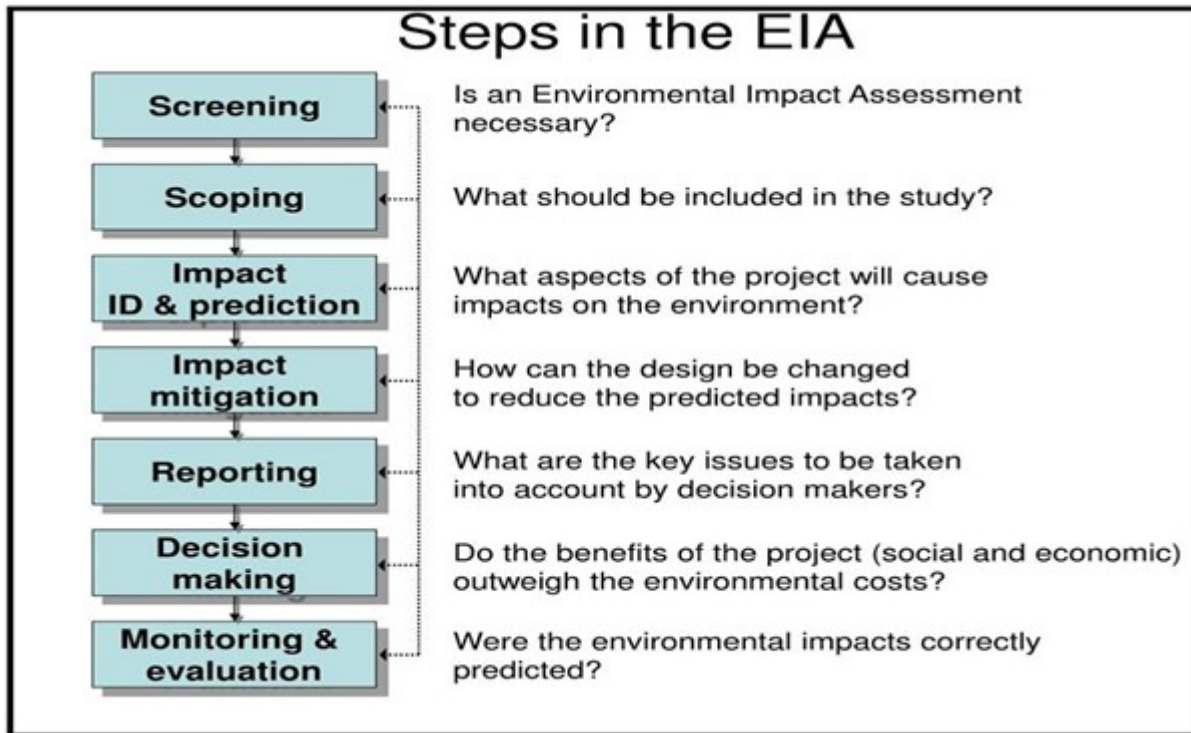 Steps in the EIA
Screening
Is an Environmental Impact Assessment
necessary?
Scoping
What should be included in the study?
Impact
ID & prediction
What aspects of the project will cause
impacts on the environment?
Impact
mitigation
How can the design be changed
to reduce the predicted impacts?
Reporting
What are the key issues to be taken
into account by decision makers?
Decision
making
Do the benefits of the project (social and economic)
outweigh the environmental costs?
Monitoring &
evaluation
Were the environmental impacts correctly
predicted?